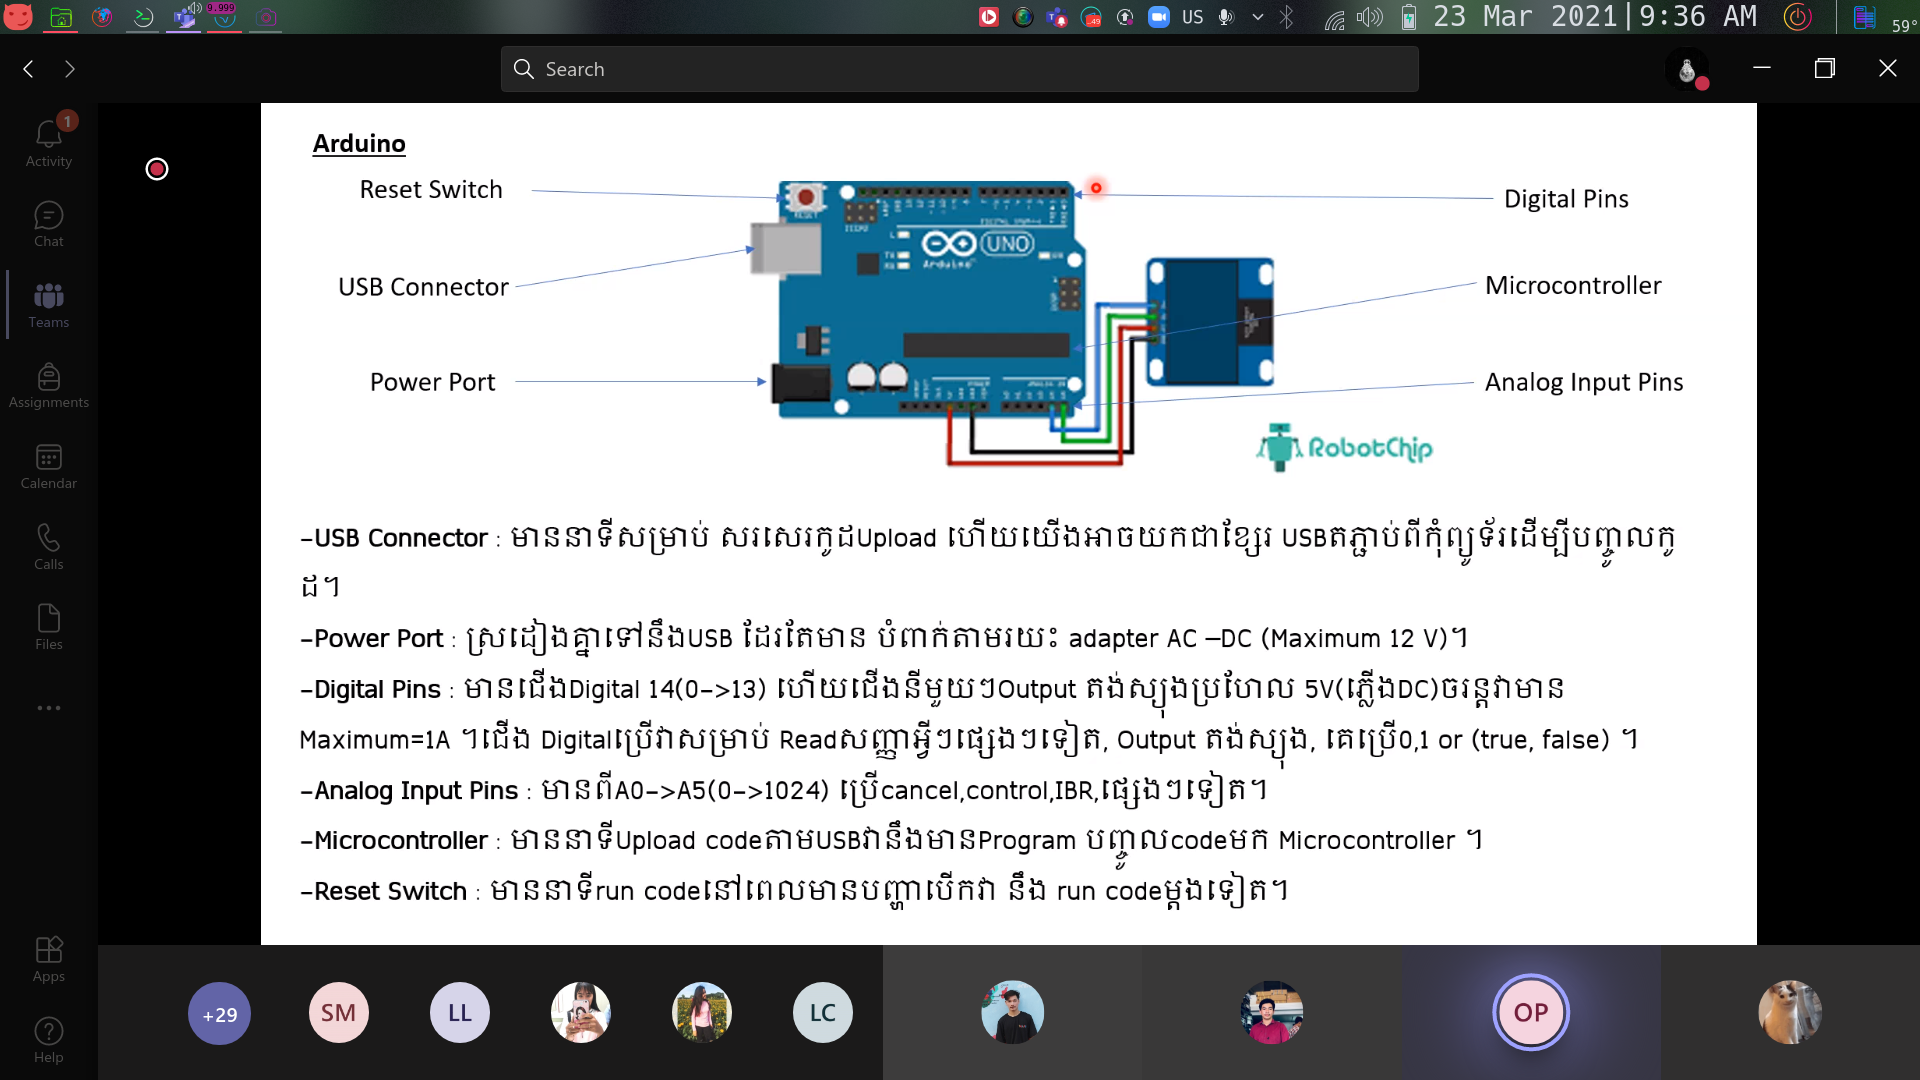 9.999
49
US
23 Mar 2021|9:36 AM
59°
Search
1
Activity
Chat
Teams
Assignments
Calendar
Calls
Files
Apps
Help
Arduino
Reset Switch
Digital Pins
USB Connector
Microcontroller
Power Port
Analog Input Pins
RESET
UNO
Arduino
RobotChip
-USB Connector : មាននាទីសម្រាប់ សរសេរកូដUpload ហើយយើងអាចយកជាខ្សែរ USBតភ្ជាប់ពីកុំព្យូទ័រដើម្បីបញ្ចូលកូ
ដ។
-Power Port : ស្រដៀងគ្នាទៅនឹងUSB ដែរតែមាន បំពាក់តាមរយះ adapter AC –DC (Maximum 12 V)។
-Digital Pins : មានជើងDigital 14(0->13) ហើយជើងនីមួយៗOutput តង់ស្យុងប្រហែល 5V(ភ្លើងDC)ចរន្តវាមាន
Maximum=1A ។ជើង Digitalប្រើវាសម្រាប់ Readសញ្ញាអ្វីៗផ្សេងៗទៀត, Output តង់ស្យុង, គេប្រើ0,1 or (true, false) ។
-Analog Input Pins : មានពីA0->A5(0->1024) ប្រើcancel,control,IBR,ផ្សេងៗទៀត។
-Microcontroller : មាននាទីUpload codeតាមUSBវានឹងមានProgram បញ្ចូលcodeមក Microcontroller ។
-Reset Switch : មាននាទីrun codeនៅពេលមានបញ្ហាបើកវា នឹង run codeម្តងទៀត។
+29
SM
LL
LC
OP